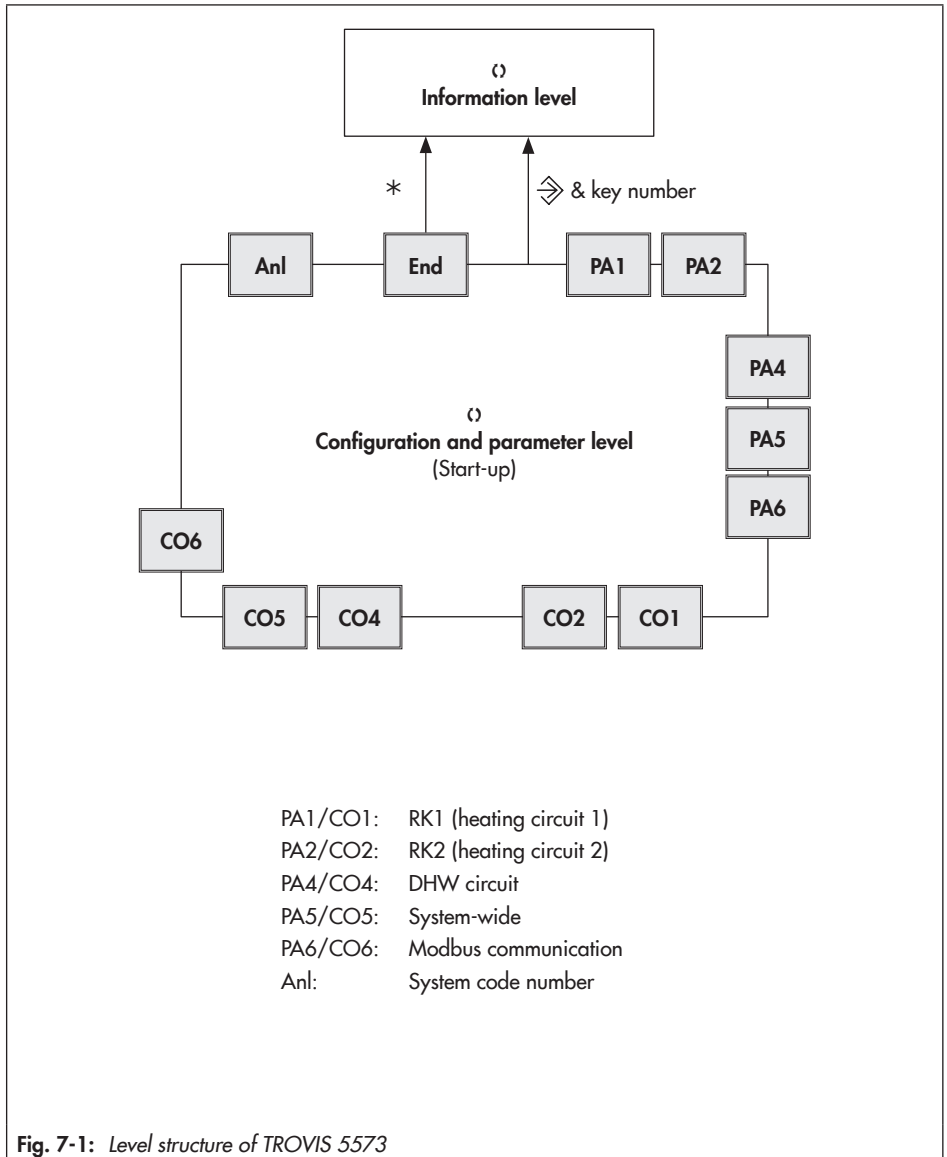 Information level
*
& key number
Anl
End
PA1
PA2
PA4
PA5
PA6
Configuration and parameter level
(Start-up)
CO6
CO5
CO4
CO2
CO1
PA1/CO1: RK1 (heating circuit 1)
PA2/CO2: RK2 (heating circuit 2)
PA4/CO4: DHW circuit
PA5/CO5: System-wide
PA6/CO6: Modbus communication
Anl: System code number
Fig. 7-1: Level structure of TROVIS 5573